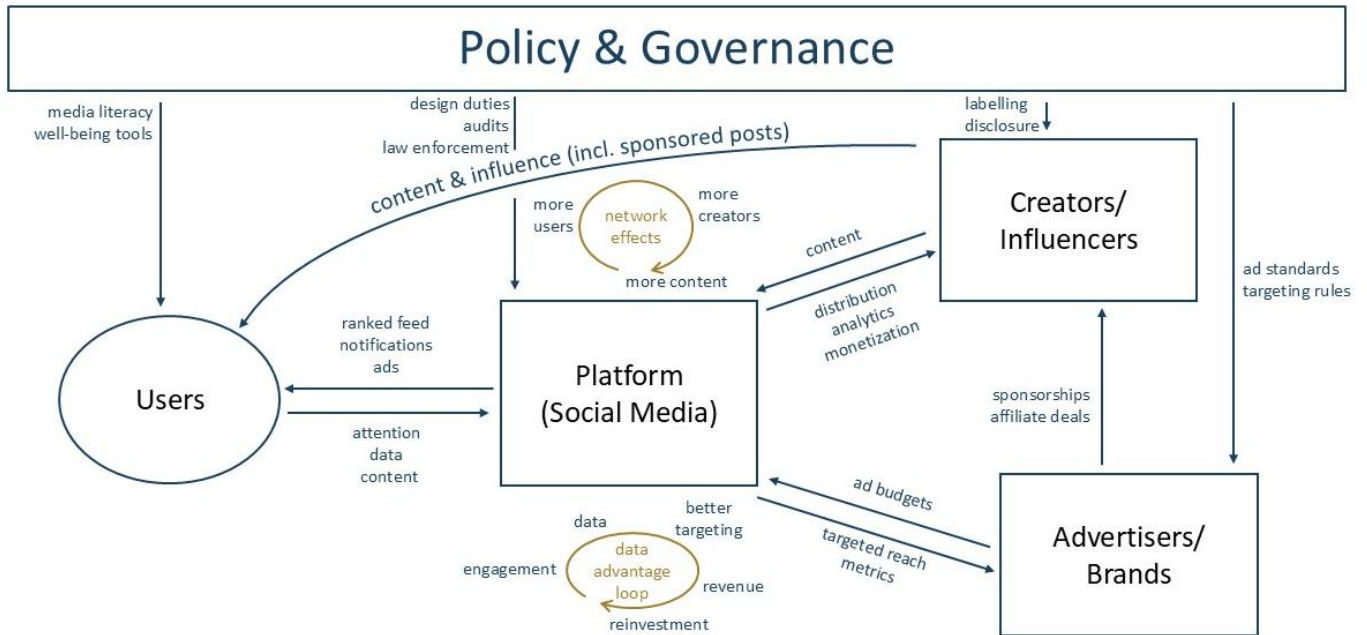 Policy & Governance
media literacy
well-being tools
design duties
audits
law enforcement
labelling
disclosure
content & influence (incl. sponsored posts)
more
users
network
effects
more
creators
more content
Creators/
Influencers
content
distribution
analytics
monetization
ad standards
targeting rules
ranked feed
notifications
ads
Users
attention
data
content
Platform
(Social Media)
sponsorships
affiliate deals
ad budgets
targeted reach
metrics
Advertisers/
Brands
data
better
targeting
engagement
data
advantage
loop
revenue
reinvestment